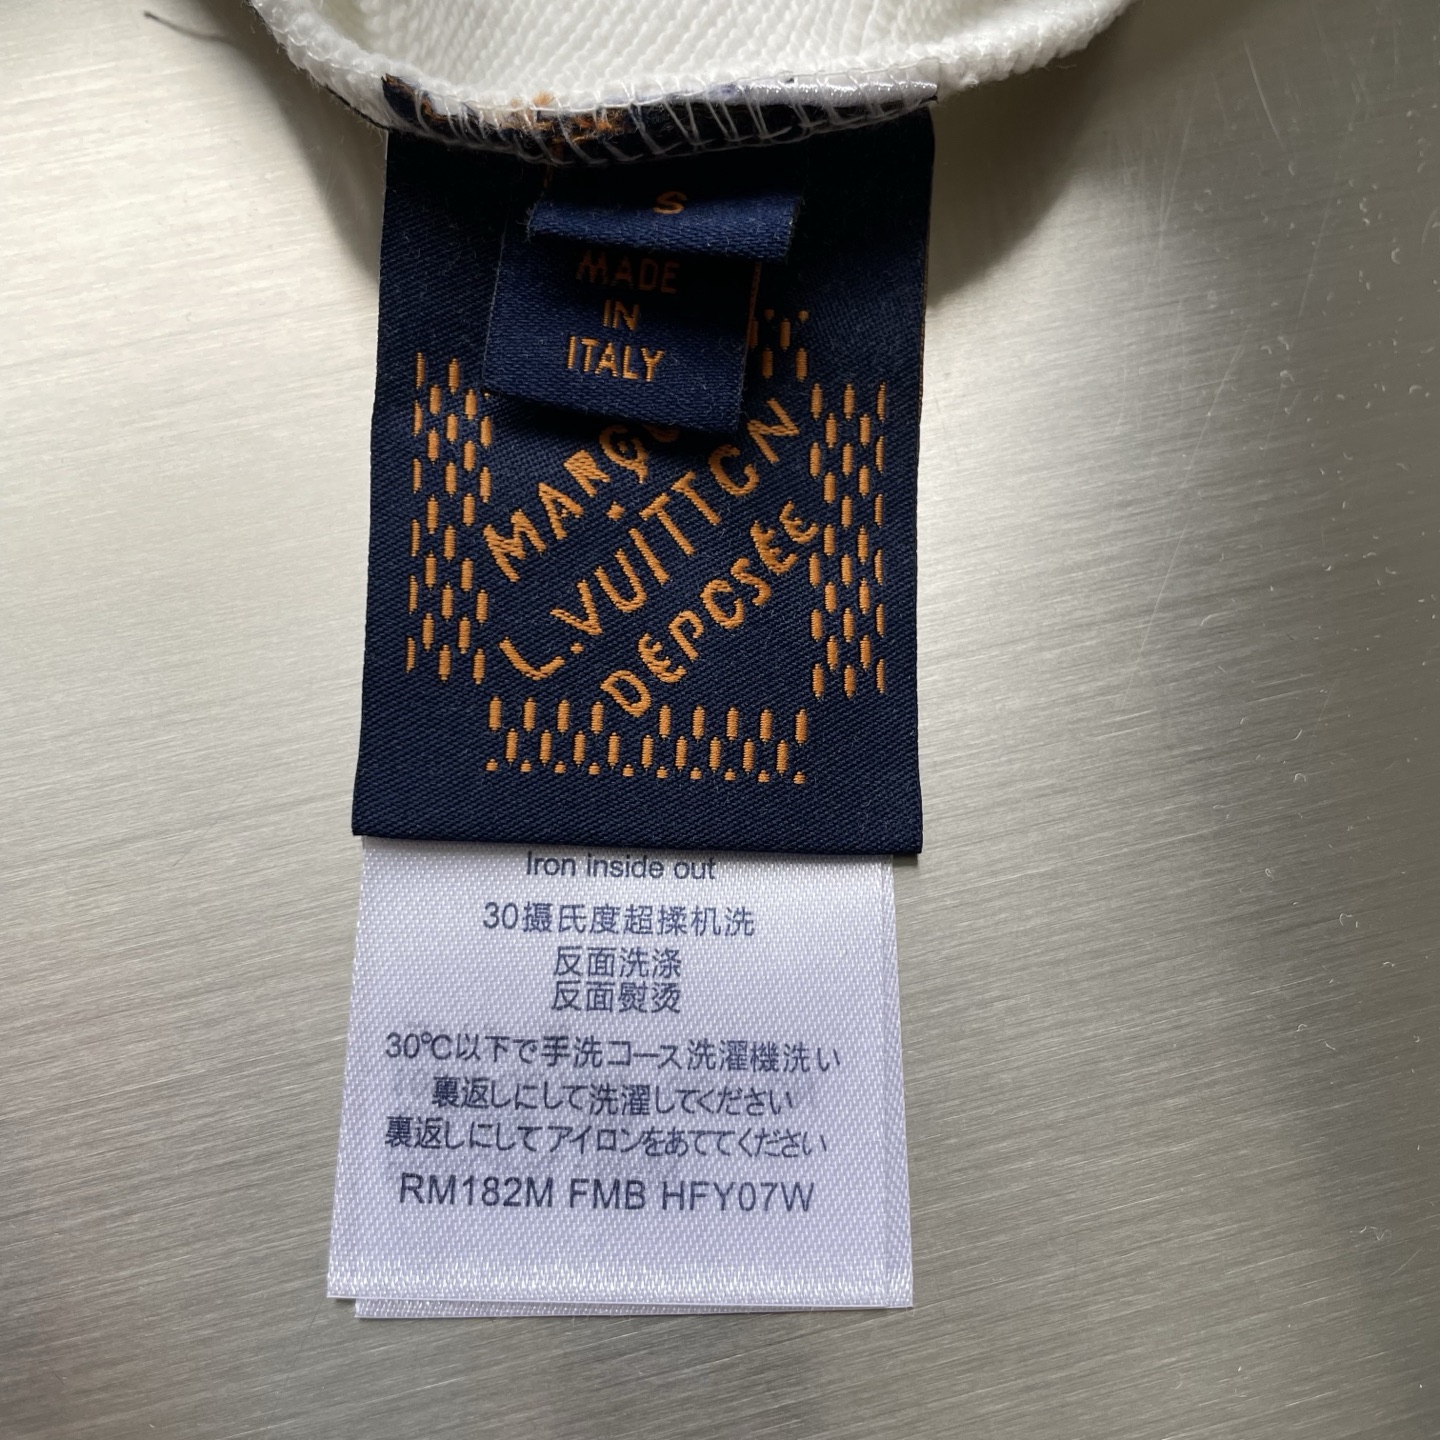 S
MADE
IN
ITALY
MARQU
L.VUITTON
DÉPOSÉE
Iron inside out
30摄氏度超揉机洗
反面洗涤
反面熨烫
30℃以下で手洗コース洗濯機洗い
裏返しにして洗濯してください
裏返しにしてアイロンをあててください
RM182M FMB HFY07W